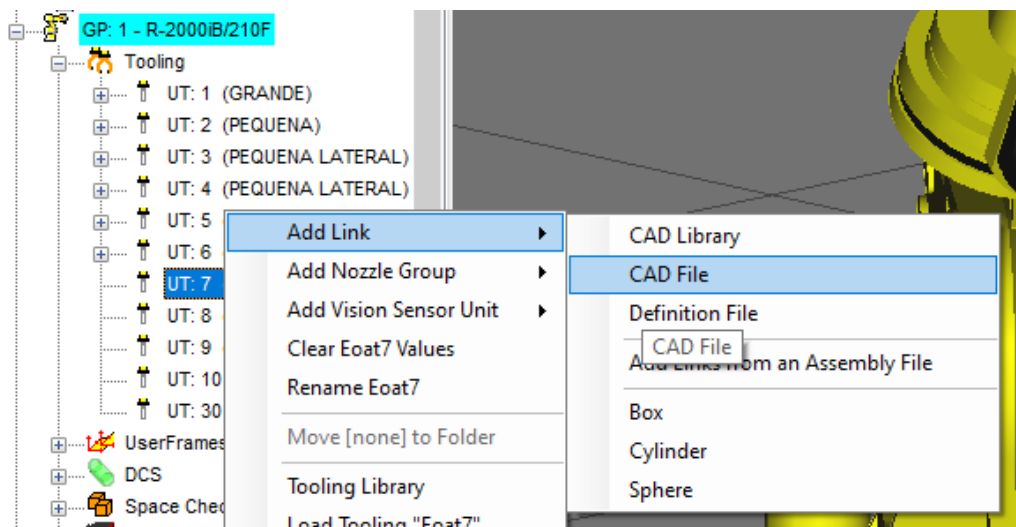 GP: 1 - R-2000iB/210F
Tooling
UT: 1 (GRANDE)
UT: 2 (PEQUENA)
UT: 3 (PEQUENA LATERAL)
UT: 4 (PEQUENA LATERAL)
UT: 5
UT: 6
UT: 7
UT: 8
UT: 9
UT: 10
UT: 30
UserFrames
DCS
Space Chec
Add Link
Add Nozzle Group
Add Vision Sensor Unit
Clear Eoat7 Values
Rename Eoat7
Move [none] to Folder
Tooling Library
Load Tooling "Eoat7"
CAD Library
CAD File
Definition File
CAD File
Add Links from an Assembly File
Box
Cylinder
Sphere